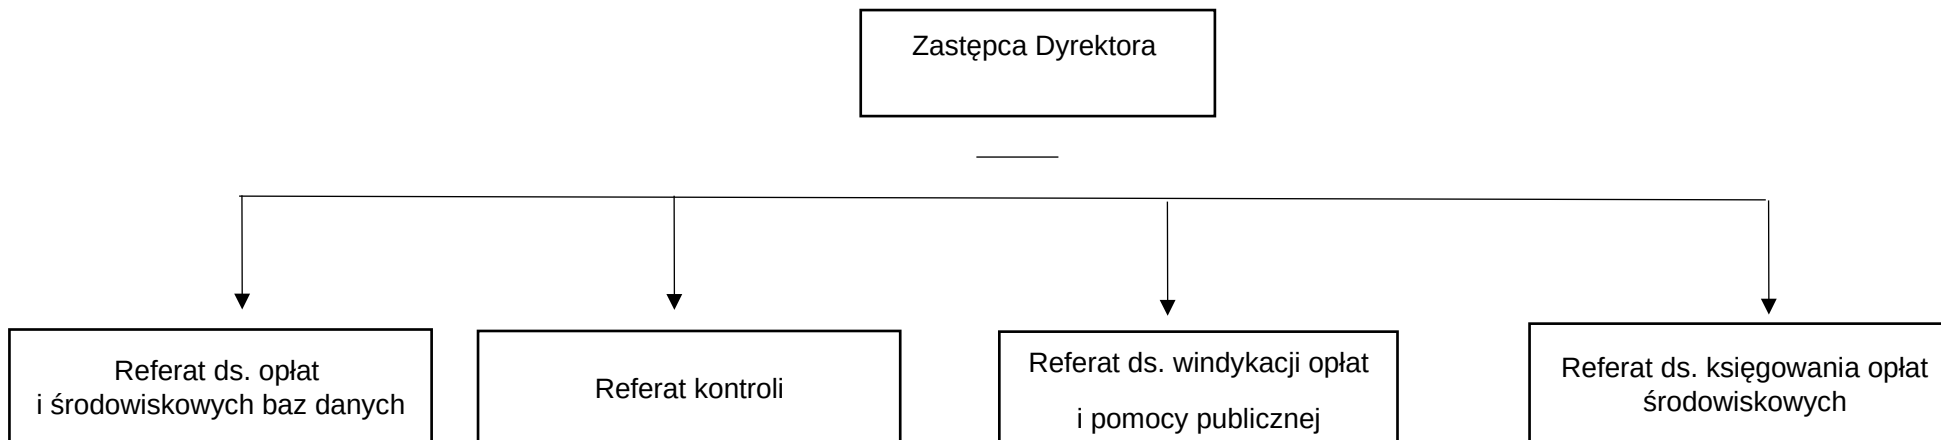 Zastępca Dyrektora
Referat ds. opłat
i środowiskowych baz danych
Referat kontroli
Referat ds. windykacji opłat
i pomocy publicznej
Referat ds. księgowania opłat
środowiskowych